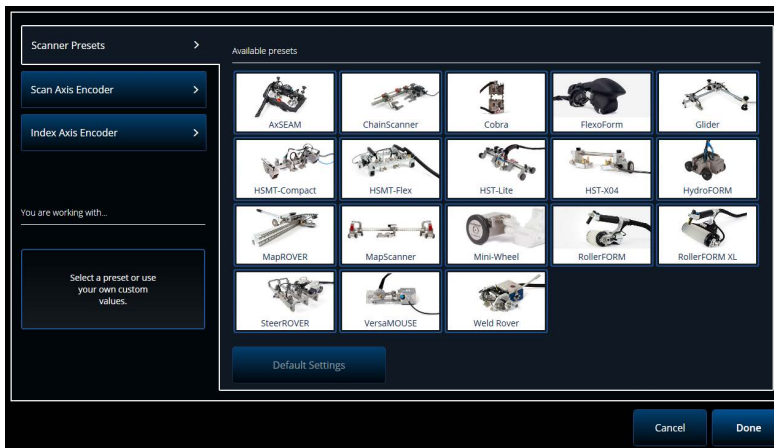 Scanner Presets
Available presets
Scan Axis Encoder
Index Axis Encoder
You are working with...
Select a preset or use
your own custom
values.
AxSEAM
ChainScanner
Cobra
FlexoForm
Glider
HSMT-Compact
HSMT-Flex
HST-Lite
HST-X04
HydroFORM
MapROVER
MapScanner
Mini-Wheel
RollerFORM
RollerFORM XL
SteerROVER
VersaMOUSE
Weld Rover
Default Settings
Cancel
Done